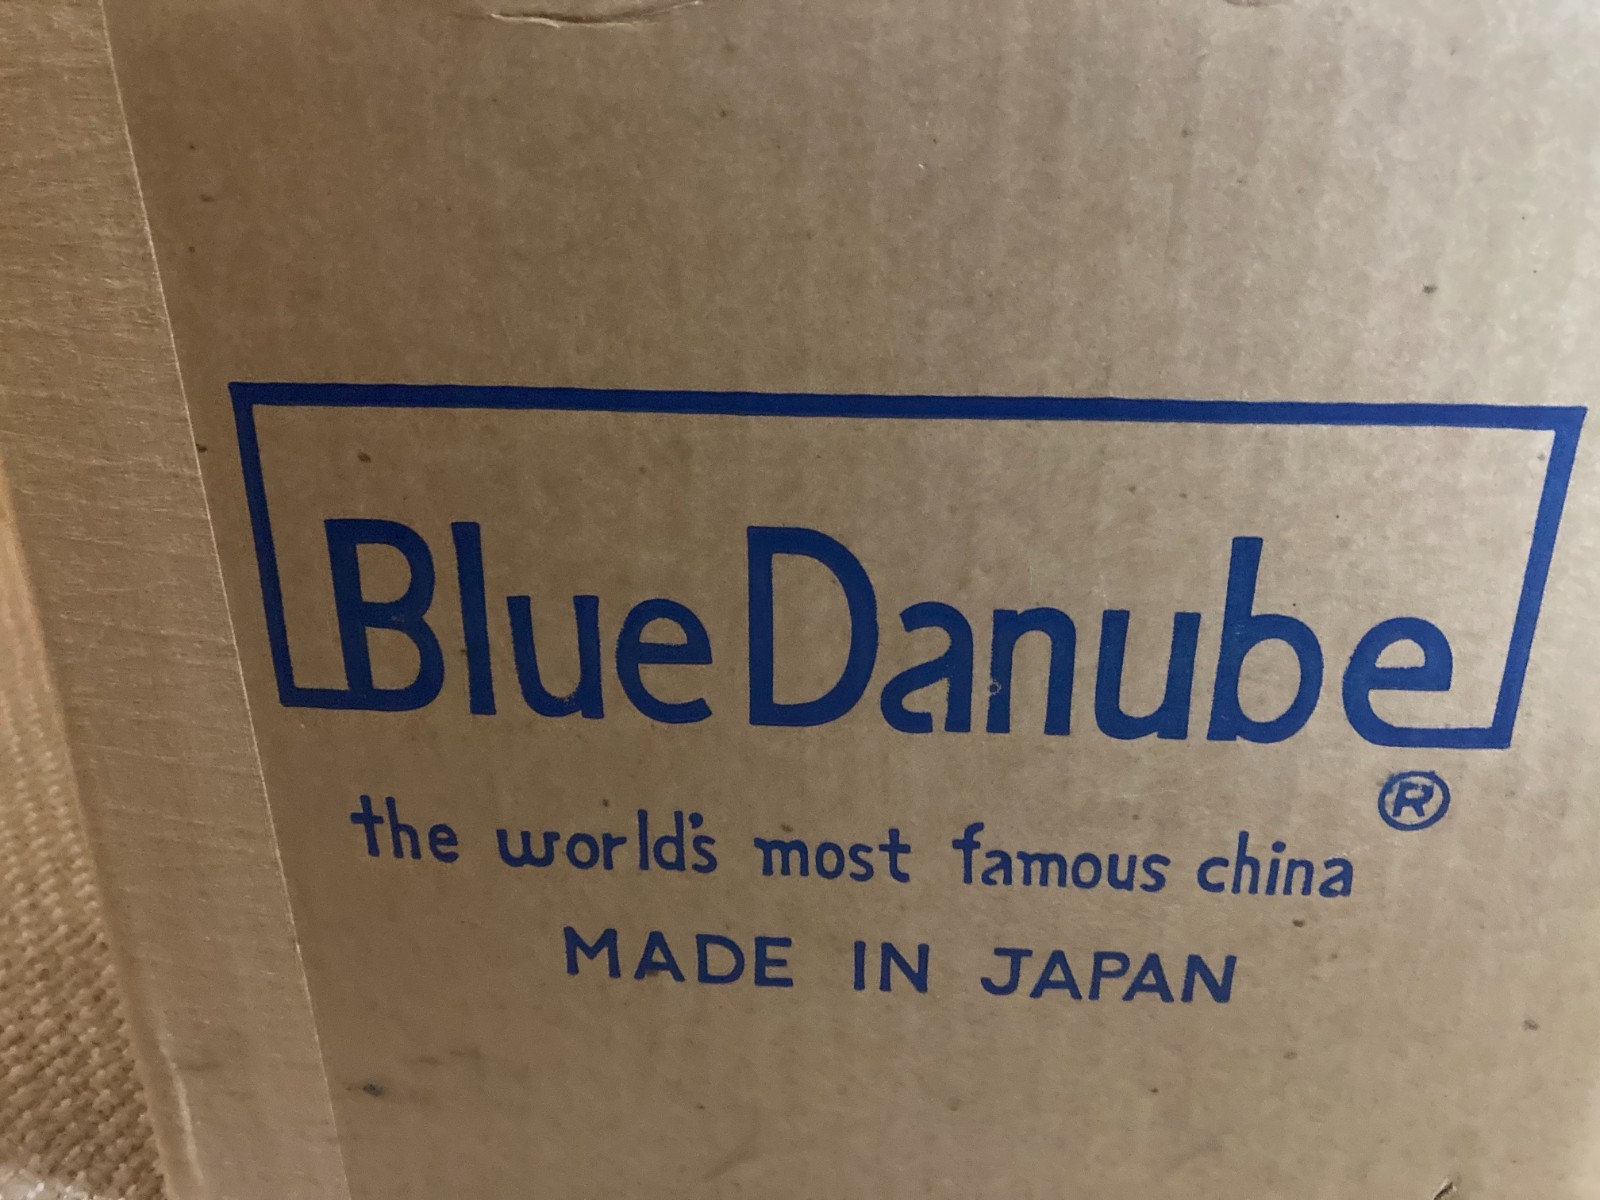 Blue Danube
®
the world's most famous china
MADE IN JAPAN